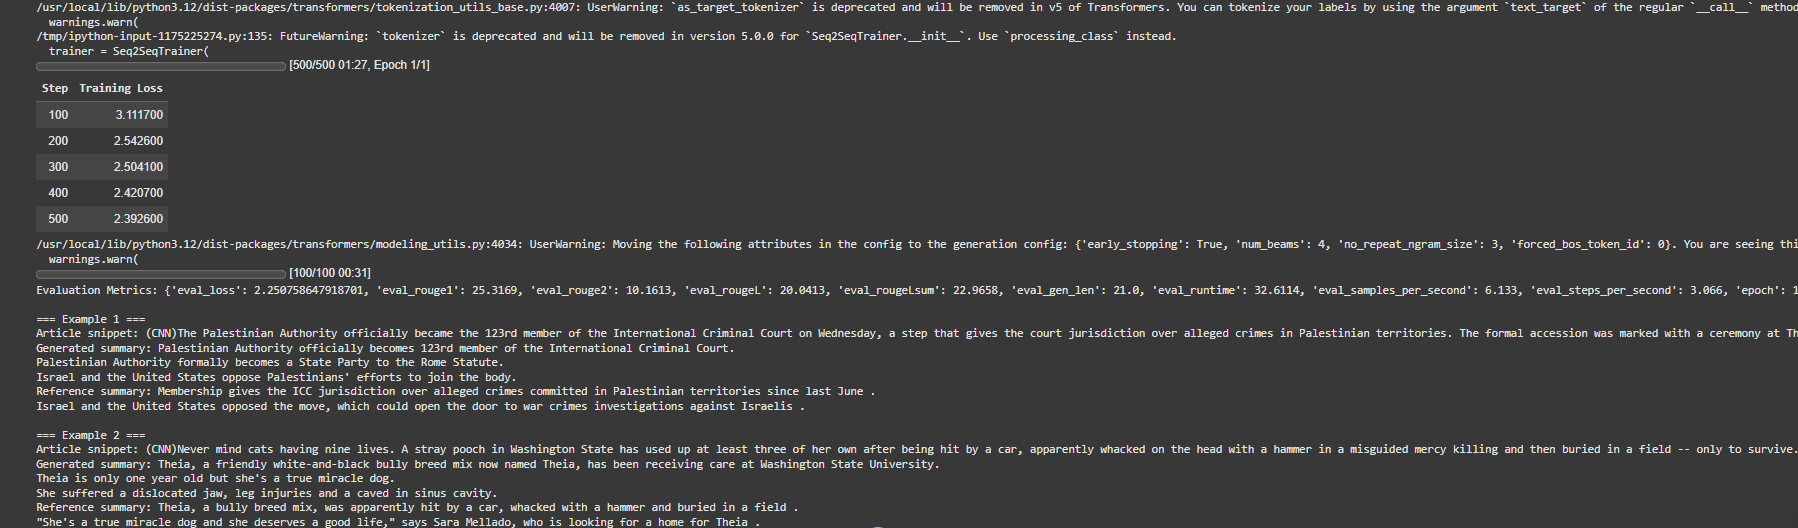 /usr/local/lib/python3.12/dist-packages/transformers/tokenization_utils_base.py:4007: UserWarning: `as_target_tokenizer` is deprecated and will be removed in v5 of Transformers. You can tokenize your labels by using the argument `text_target` of the regular `__call__` method
warnings.warn(
/tmp/ipython-input-1175225274.py:135: FutureWarning: `tokenizer` is deprecated and will be removed in version 5.0.0 for `Seq2SeqTrainer.__init__`. Use `processing_class` instead.
trainer = Seq2SeqTrainer(
[500/500 01:27, Epoch 1/1]
Step Training Loss
100 3.111700
200 2.542600
300 2.504100
400 2.420700
500 2.392600
/usr/local/lib/python3.12/dist-packages/transformers/modeling_utils.py:4034: UserWarning: Moving the following attributes in the config to the generation config: {'early_stopping': True, 'num_beams': 4, 'no_repeat_ngram_size': 3, 'forced_bos_token_id': 0}. You are seeing thi
warnings.warn(
[100/100 00:31]
Evaluation Metrics: {'eval_loss': 2.250758647918701, 'eval_rouge1': 25.3169, 'eval_rouge2': 10.1613, 'eval_rougeL': 20.0413, 'eval_rougeLsum': 22.9658, 'eval_gen_len': 21.0, 'eval_runtime': 32.6114, 'eval_samples_per_second': 6.133, 'eval_steps_per_second': 3.066, 'epoch': 1
=== Example 1 ===
Article snippet: (CNN)The Palestinian Authority officially became the 123rd member of the International Criminal Court on Wednesday, a step that gives the court jurisdiction over alleged crimes in Palestinian territories. The formal accession was marked with a ceremony at Th
Generated summary: Palestinian Authority officially becomes 123rd member of the International Criminal Court.
Palestinian Authority formally becomes a State Party to the Rome Statute.
Israel and the United States oppose Palestinians' efforts to join the body.
Reference summary: Membership gives the ICC jurisdiction over alleged crimes committed in Palestinian territories since last June .
Israel and the United States opposed the move, which could open the door to war crimes investigations against Israelis .
=== Example 2 ===
Article snippet: (CNN)Never mind cats having nine lives. A stray pooch in Washington State has used up at least three of her own after being hit by a car, apparently whacked on the head with a hammer in a misguided mercy killing and then buried in a field -- only to survive.
Generated summary: Theia, a friendly white-and-black bully breed mix now named Theia, has been receiving care at Washington State University.
Theia is only one year old but she's a true miracle dog.
She suffered a dislocated jaw, leg injuries and a caved in sinus cavity.
Reference summary: Theia, a bully breed mix, was apparently hit by a car, whacked with a hammer and buried in a field .
"She's a true miracle dog and she deserves a good life," says Sara Mellado, who is looking for a home for Theia .